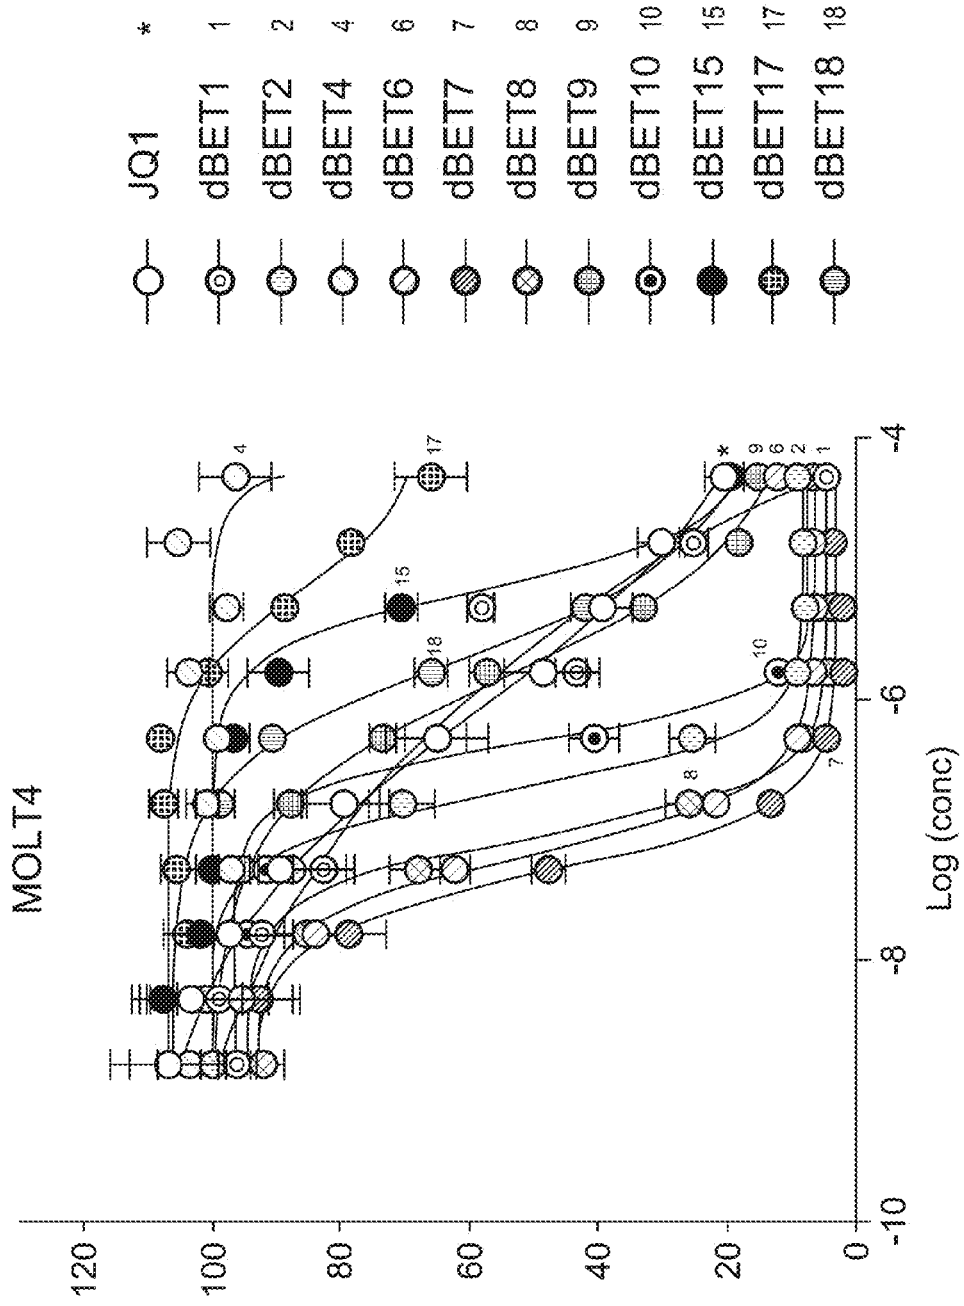 MOLT4
120
100
80
60
40
20
0
-10
-8
-6
-4
Log (conc)
4
17
15
18
10
8
7
*
9
6
2
1
JQ1 *
dBET1 1
dBET2 2
dBET4 4
dBET6 6
dBET7 7
dBET8 8
dBET9 9
dBET10 10
dBET15 15
dBET17 17
dBET18 18